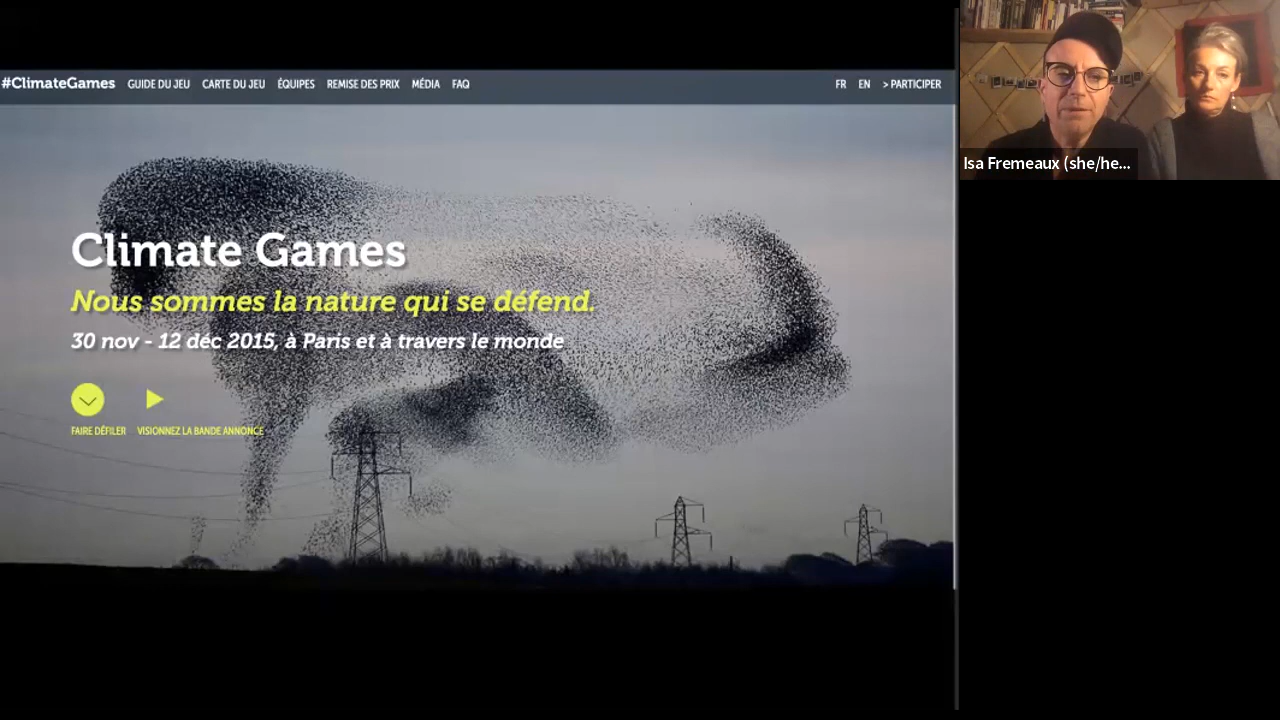 #ClimateGames GUIDE DU JEU CARTE DU JEU ÉQUIPES REMISE DES PRIX MÉDIA FAQ FR EN > PARTICIPER
Climate Games
Nous sommes la nature qui se défend.
30 nov - 12 déc 2015, à Paris et à travers le monde
FAIRE DÉFILER VISIONNEZ LA BANDE ANNONCE
Isa Fremeaux (she/he...